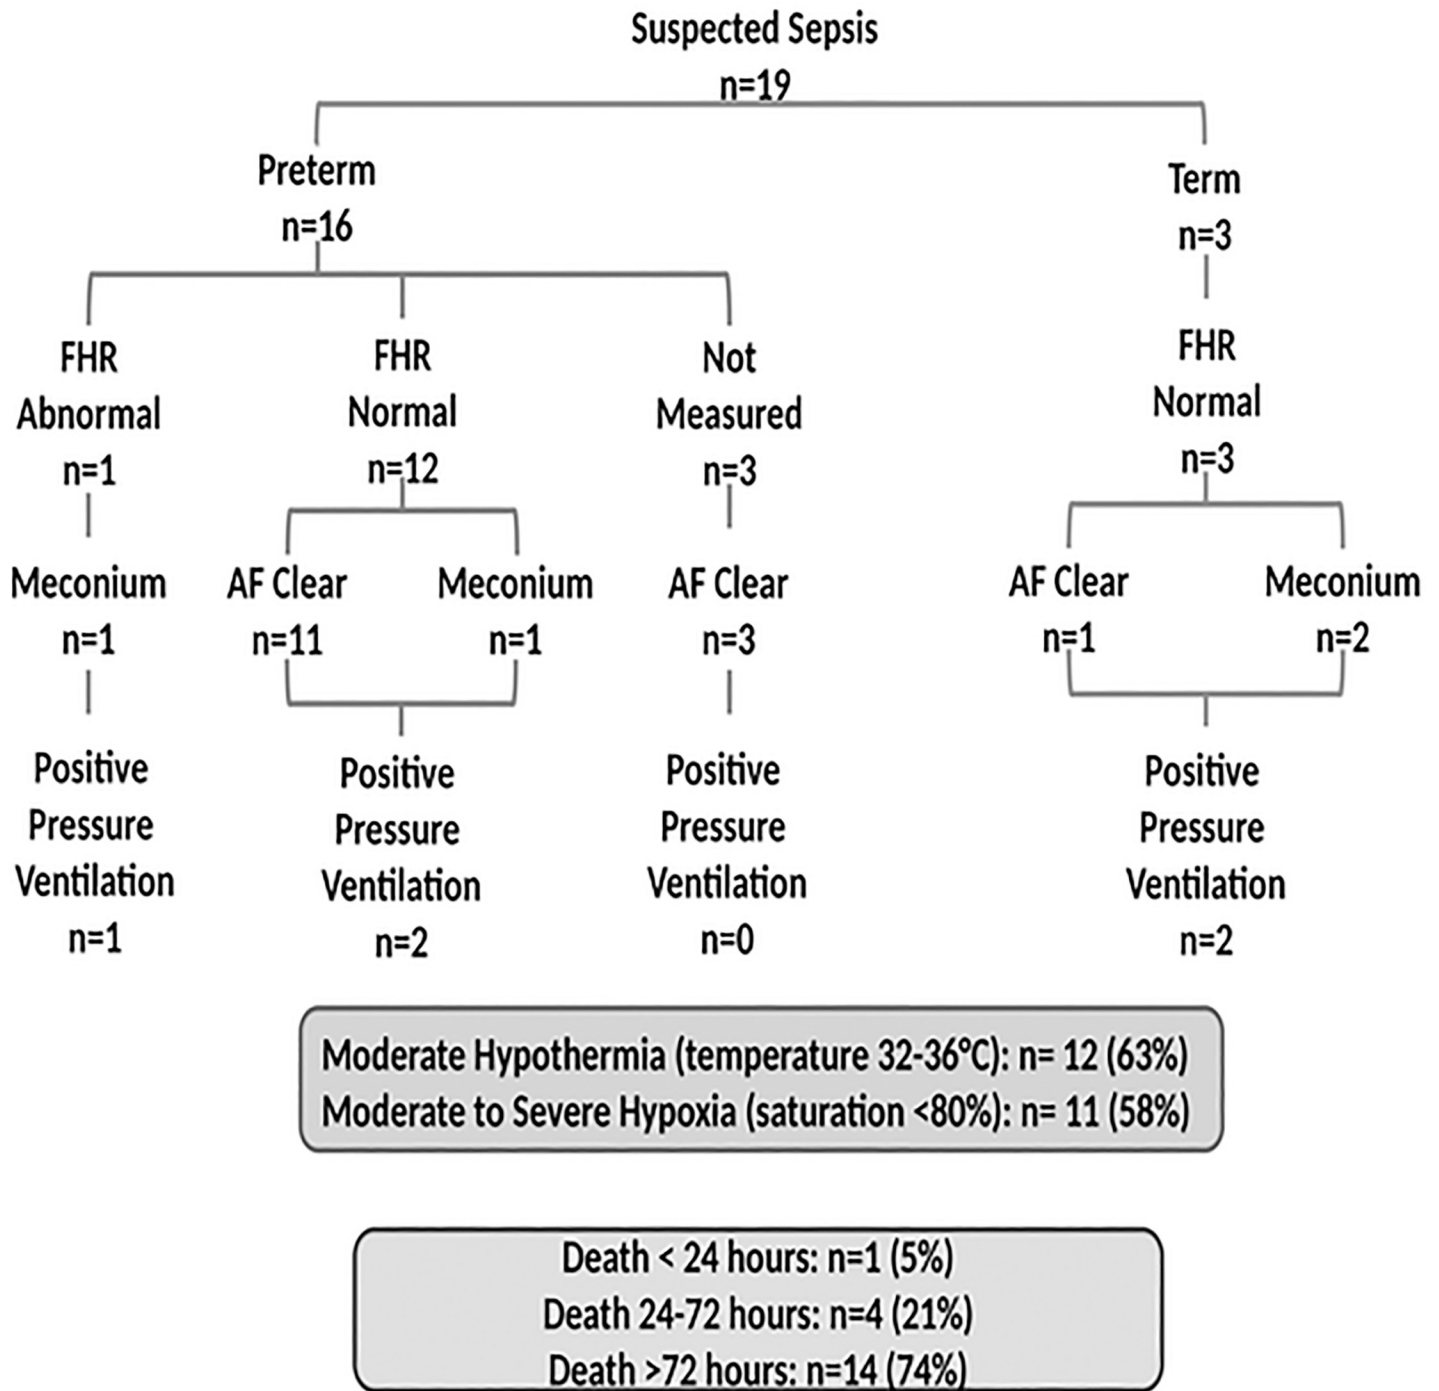 Suspected Sepsis
n=19
Preterm
n=16
Term
n=3
FHR
Abnormal
n=1
FHR
Normal
n=12
Not
Measured
n=3
FHR
Normal
n=3
Meconium
n=1
AF Clear
n=11
Meconium
n=1
AF Clear
n=3
AF Clear
n=1
Meconium
n=2
Positive
Pressure
Ventilation
n=1
Positive
Pressure
Ventilation
n=2
Positive
Pressure
Ventilation
n=0
Positive
Pressure
Ventilation
n=2
Moderate Hypothermia (temperature 32-36°C): n= 12 (63%)
Moderate to Severe Hypoxia (saturation <80%): n= 11 (58%)
Death < 24 hours: n=1 (5%)
Death 24-72 hours: n=4 (21%)
Death >72 hours: n=14 (74%)